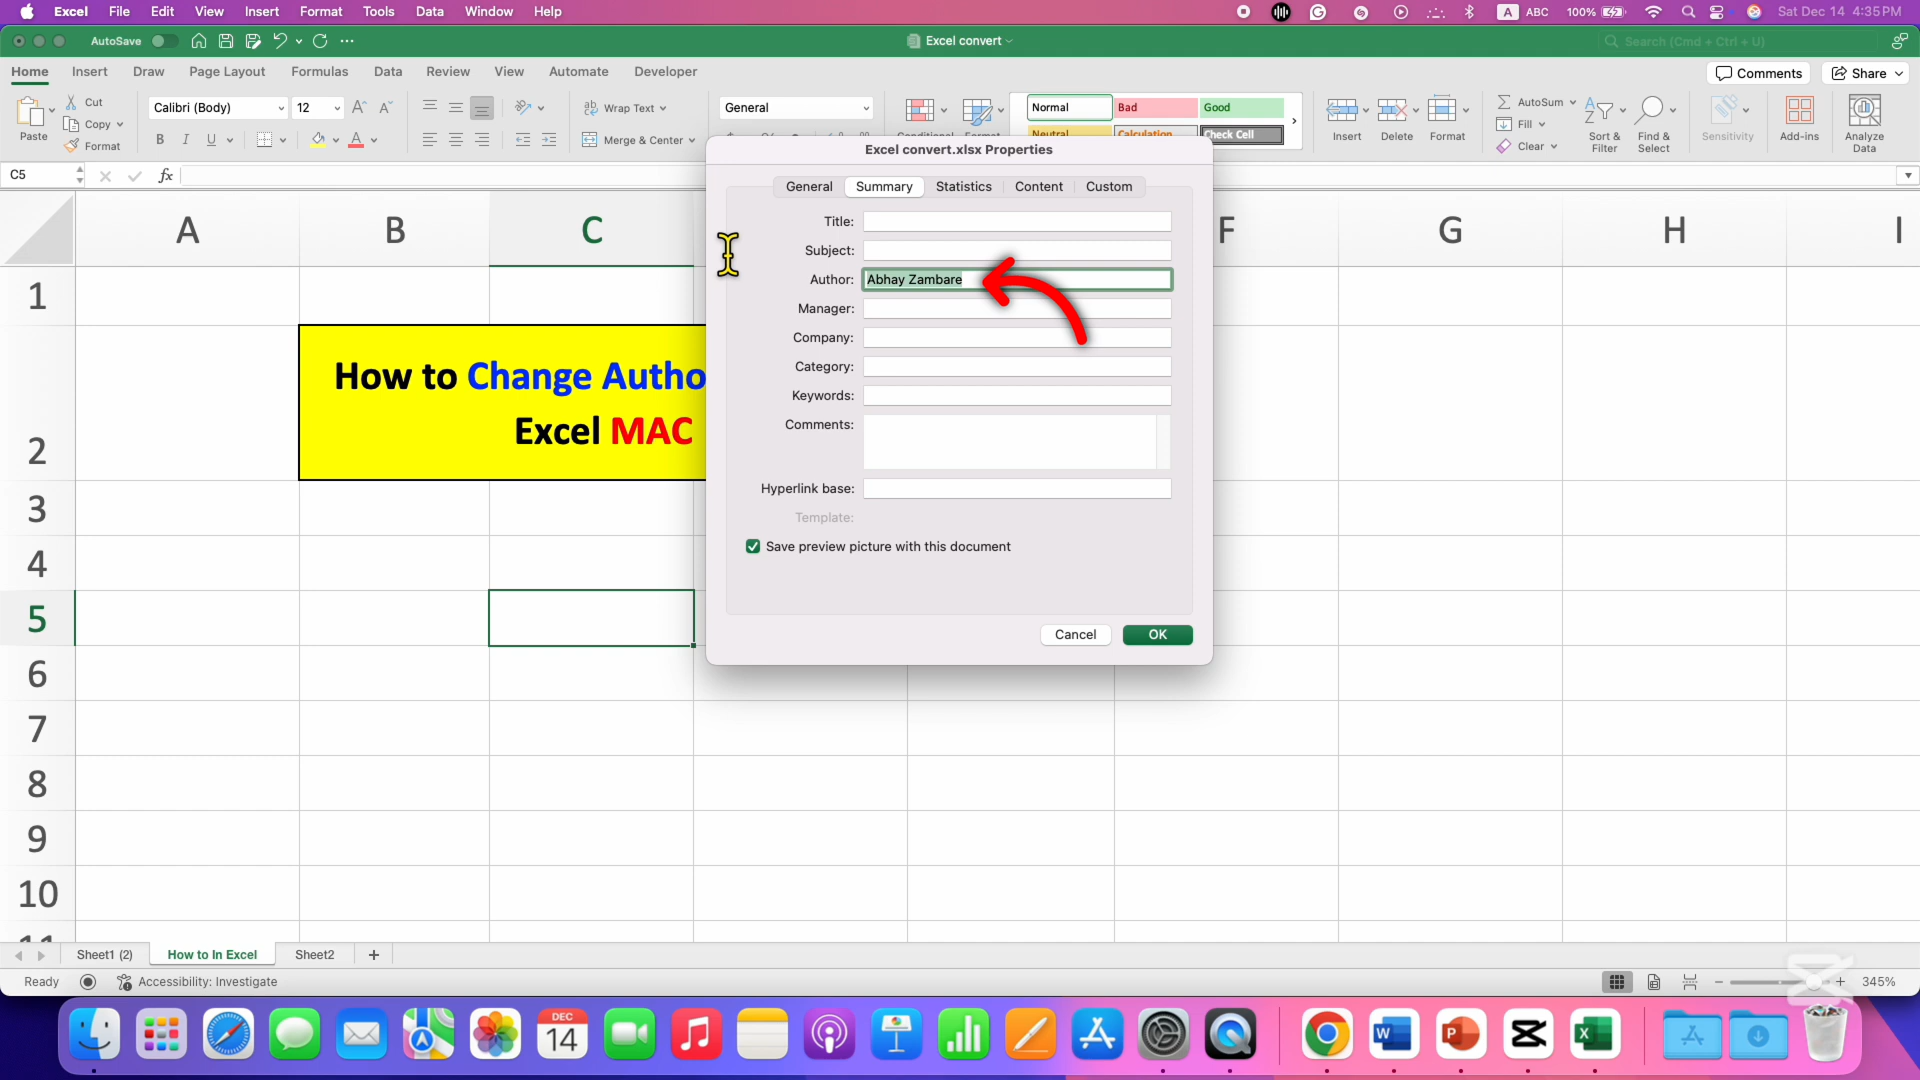 Excel File Edit View Insert Format Tools Data Window Help A ABC 100% Sat Dec 14 4:35 PM
AutoSave Excel convert Search (Cmd + Ctrl + U)
Home Insert Draw Page Layout Formulas Data Review View Automate Developer Comments Share
Paste Cut Copy Format
Calibri (Body) 12 A A
B I U A
Wrap Text
Merge & Center
General
Conditional Format
Normal Bad Good
Neutral Calculation Check Cell
Insert Delete Format
AutoSum
Fill
Clear
Sort & Filter
Find & Select
Sensitivity
Add-ins
Analyze Data
C5 fx
A B C F G H I
1
2
3
4
5
6
7
8
9
10
11
How to Change Autho
Excel MAC
Excel convert.xlsx Properties
General Summary Statistics Content Custom
Title:
Subject:
Author: Abhay Zambare
Manager:
Company:
Category:
Keywords:
Comments:
Hyperlink base:
Template:
Save preview picture with this document
Cancel OK
Sheet1 (2) How to In Excel Sheet2 +
Ready Accessibility: Investigate 345%
DEC
14
W P X